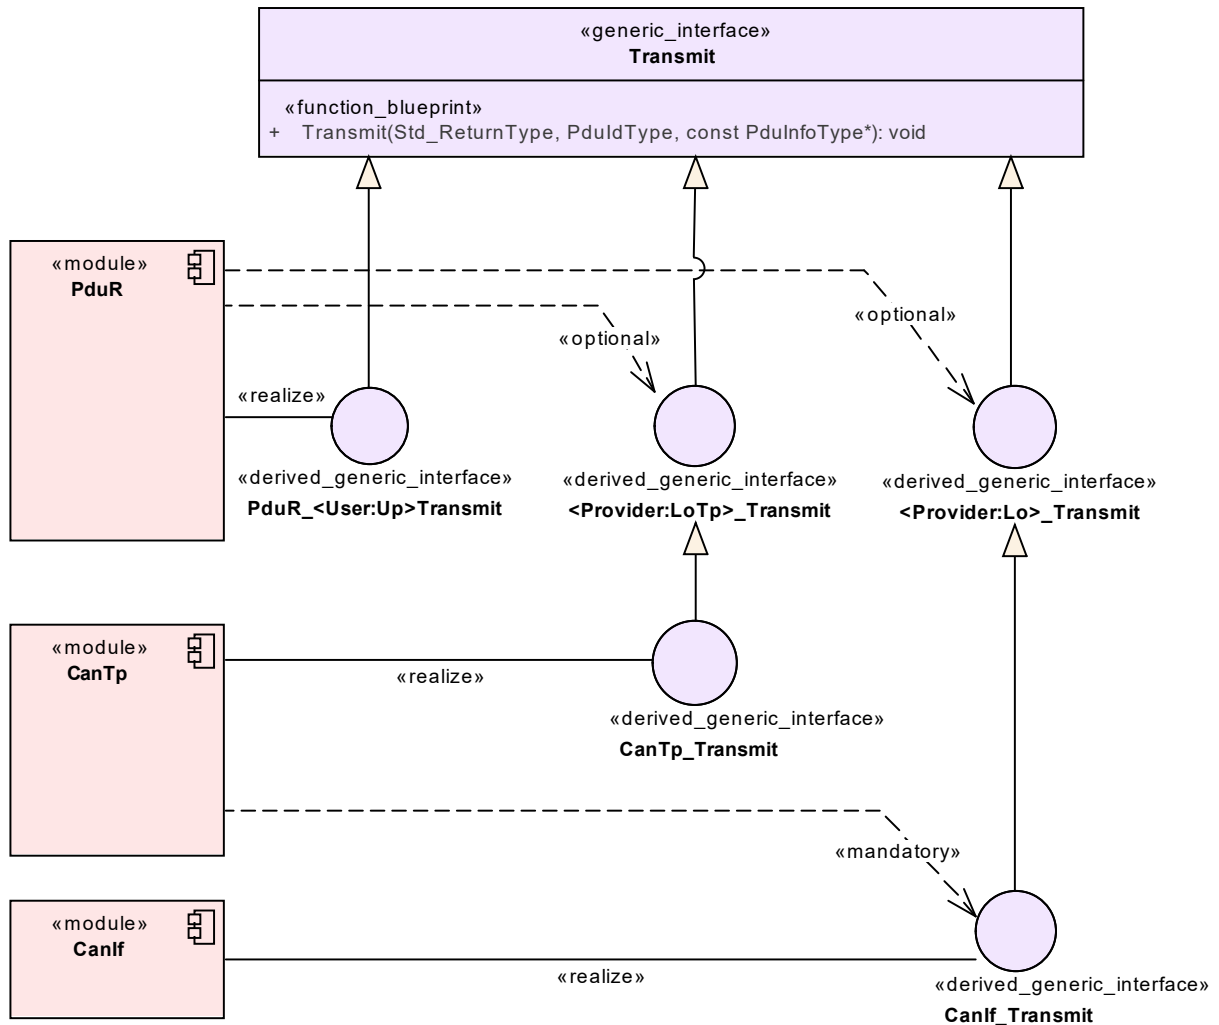 «generic_interface»
Transmit
«function_blueprint»
+ Transmit(Std_ReturnType, PduIdType, const PduInfoType*): void
«module»
PduR
«optional»
«optional»
«realize»
«derived_generic_interface»
PduR_<User:Up>Transmit
«derived_generic_interface»
<Provider:LoTp>_Transmit
«derived_generic_interface»
<Provider:Lo>_Transmit
«module»
CanTp
«realize»
«derived_generic_interface»
CanTp_Transmit
«mandatory»
«module»
CanIf
«realize»
«derived_generic_interface»
CanIf_Transmit